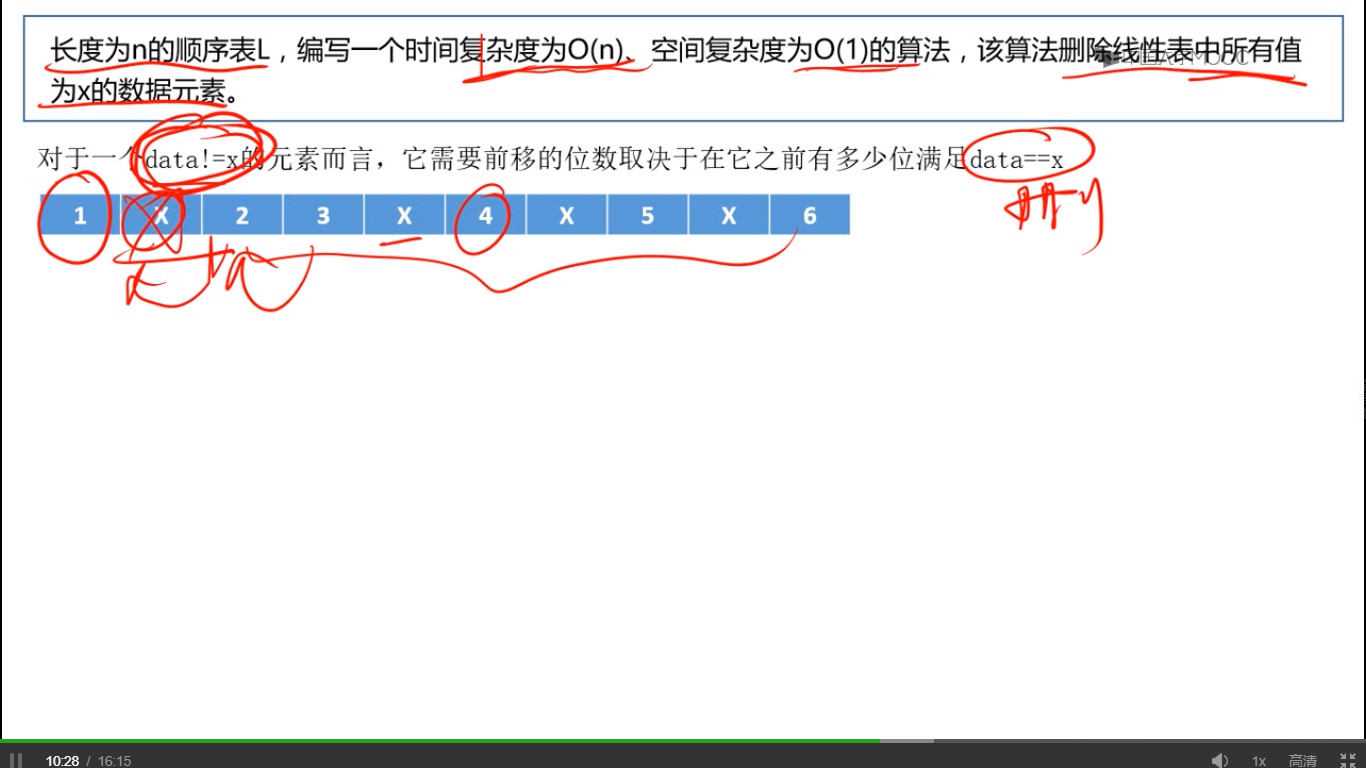 长度为n的顺序表L，编写一个时间复杂度为O(n)、空间复杂度为O(1)的算法，该算法删除线性表中所有值
为x的数据元素。
对于一个data!=x的元素而言，它需要前移的位数取决于在它之前有多少位满足data==x
1 X 2 3 X 4 X 5 X 6
10:28 / 16:15 1x 高清